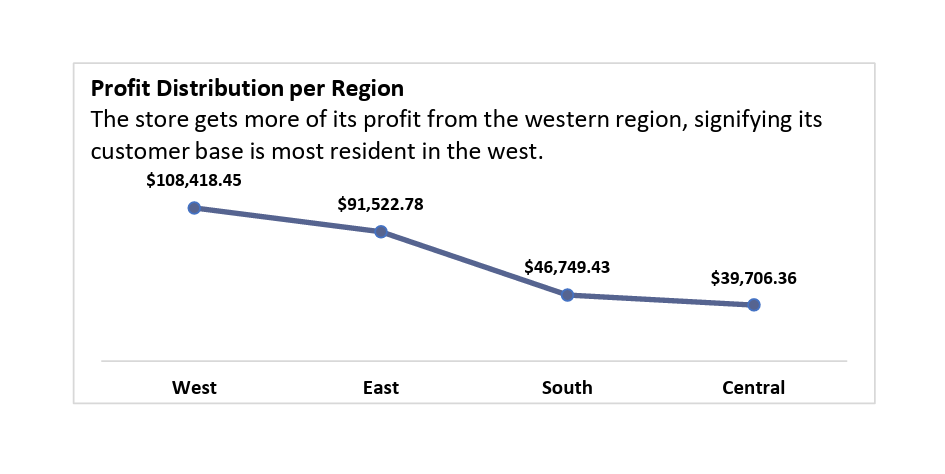 Profit Distribution per Region
The store gets more of its profit from the western region, signifying its
customer base is most resident in the west.
$108,418.45
$91,522.78
$46,749.43
$39,706.36
West East South Central